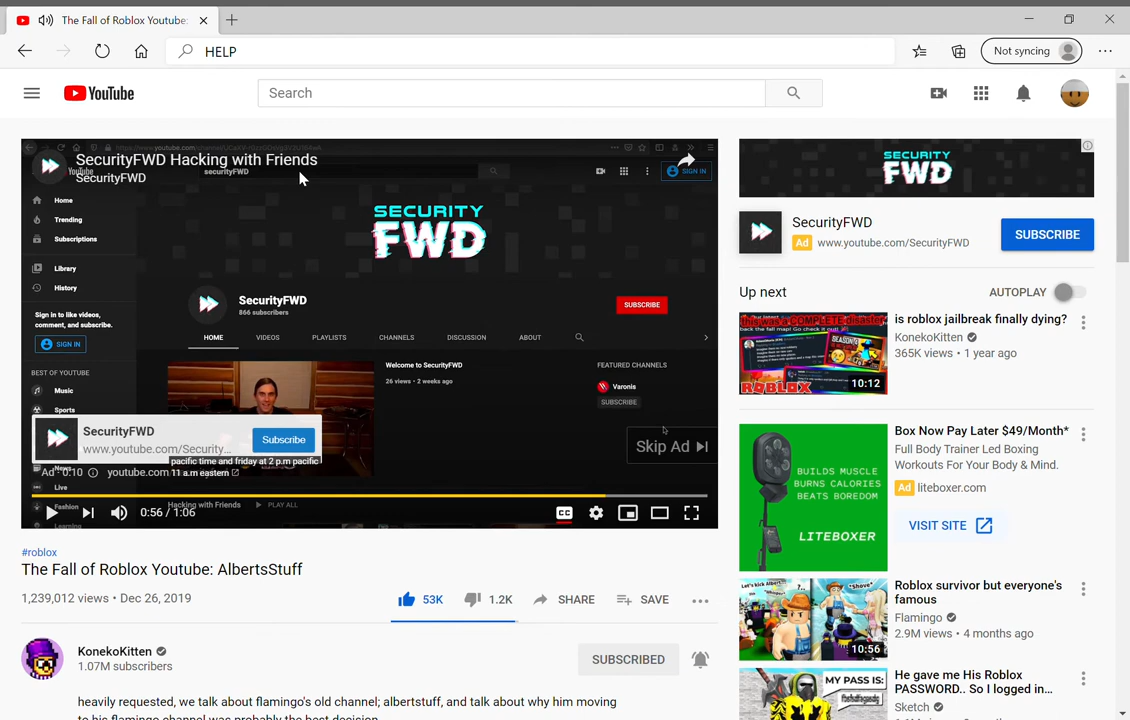 The Fall of Roblox Youtube:
HELP
Not syncing
YouTube
Search
SecurityFWD Hacking with Friends
SecurityFWD
securityFWD
SIGN IN
Home
Trending
Subscriptions
Library
History
Sign in to like videos,
comment, and subscribe.
SIGN IN
BEST OF YOUTUBE
Music
Sports
Live
Fashion
SECURITY
FWD
SecurityFWD
866 subscribers
SUBSCRIBE
HOME VIDEOS PLAYLISTS CHANNELS DISCUSSION ABOUT
Welcome to SecurityFWD
26 views • 2 weeks ago
FEATURED CHANNELS
Varonis
SUBSCRIBE
SecurityFWD
www.youtube.com/Security...
Subscribe
pacific time and friday at 2 p.m pacific
11 a.m eastern
Ad · 0:10
youtube.com
Skip Ad
Hacking with Friends PLAY ALL
0:56 / 1:06
CC
#roblox
The Fall of Roblox Youtube: AlbertsStuff
1,239,012 views • Dec 26, 2019
53K 1.2K SHARE SAVE
KonekoKitten
1.07M subscribers
SUBSCRIBED
heavily requested, we talk about flamingo's old channel; albertstuff, and talk about why him moving
to his flamingo channel was probably the best decision
SECURITY
FWD
SecurityFWD
Ad www.youtube.com/SecurityFWD
SUBSCRIBE
Up next
AUTOPLAY
this was a COMPLETE disaster
ROBLOX
10:12
is roblox jailbreak finally dying?
KonekoKitten
365K views • 1 year ago
BUILDS MUSCLE
BURNS CALORIES
BEATS BOREDOM
LITEBOXER
Box Now Pay Later $49/Month*
Full Body Trainer Led Boxing
Workouts For Your Body & Mind.
Ad liteboxer.com
VISIT SITE
*Shove*
10:56
Roblox survivor but everyone's
famous
Flamingo
2.9M views • 4 months ago
MY PASS IS:
He gave me His Roblox
PASSWORD.. So I logged in...
Sketch